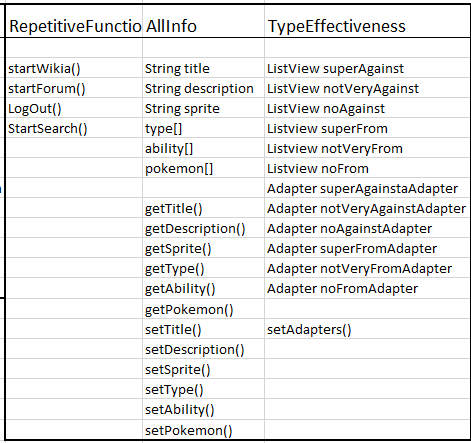 RepetitiveFunctio AllInfo TypeEffectiveness
startWikia() String title ListView superAgainst
startForum() String description ListView notVeryAgainst
LogOut() String sprite ListView noAgainst
StartSearch() type[] Listview superFrom
ability[] Listview notVeryFrom
pokemon[] Listview noFrom
Adapter superAgainstaAdapter
getTitle() Adapter notVeryAgainstAdapter
getDescription() Adapter noAgainstAdapter
getSprite() Adapter superFromAdapter
getType() Adapter notVeryFromAdapter
getAbility() Adapter noFromAdapter
getPokemon()
setTitle() setAdapters()
setDescription()
setSprite()
setType()
setAbility()
setPokemon()